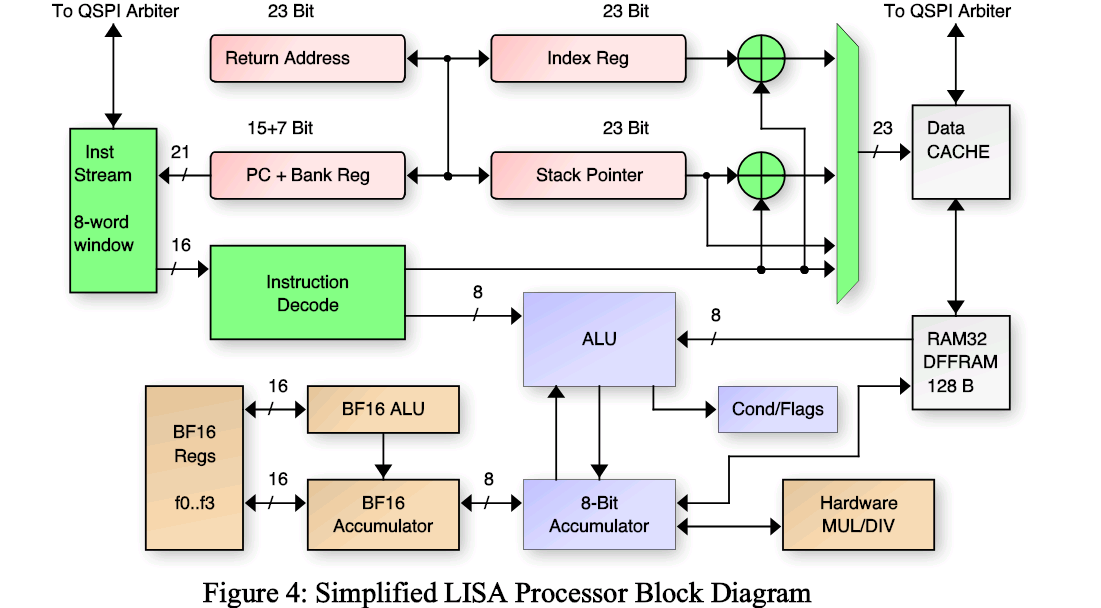 To QSPI Arbiter
23 Bit
23 Bit
To QSPI Arbiter
Return Address
Index Reg
15+7 Bit
23 Bit
Inst
Stream
8-word
window
21
PC + Bank Reg
Stack Pointer
23
Data
CACHE
16
Instruction
Decode
8
ALU
8
RAM32
DFFRAM
128 B
BF16
Regs
f0..f3
16
BF16 ALU
Cond/Flags
16
BF16
Accumulator
8
8-Bit
Accumulator
Hardware
MUL/DIV
Figure 4: Simplified LISA Processor Block Diagram